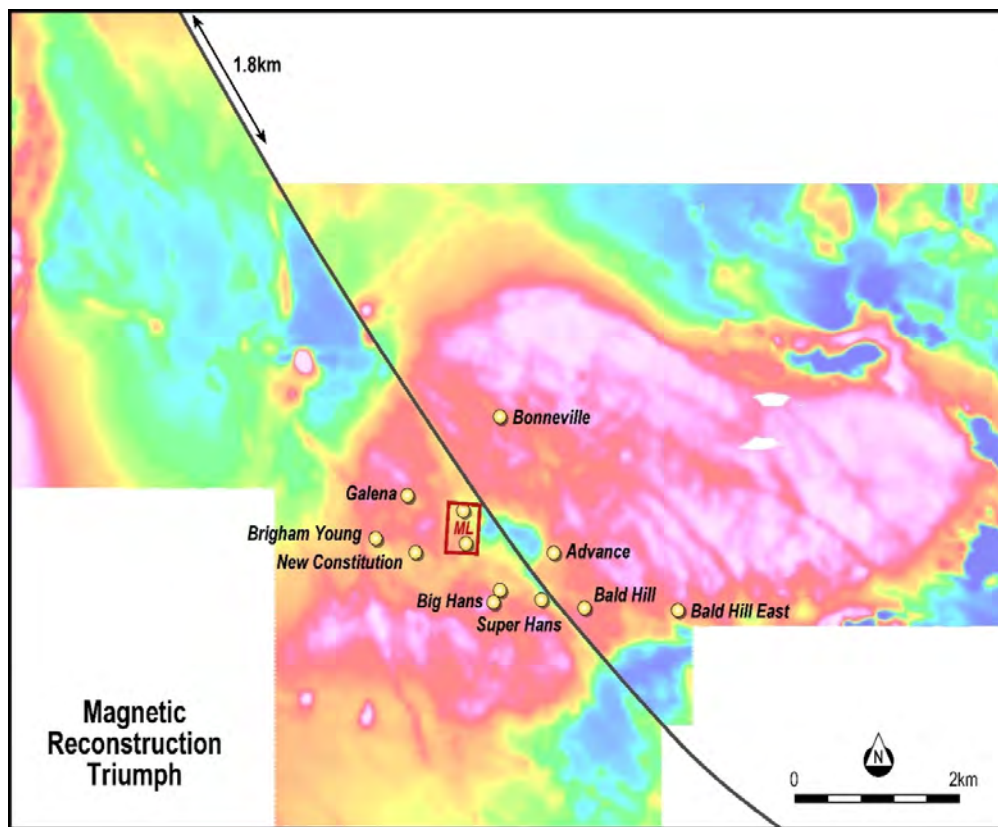 1.8km
Bonneville
Galena
ML
Brigham Young
New Constitution
Advance
Big Hans
Bald Hill
Bald Hill East
Super Hans
Magnetic
Reconstruction
Triumph
N
0 2km